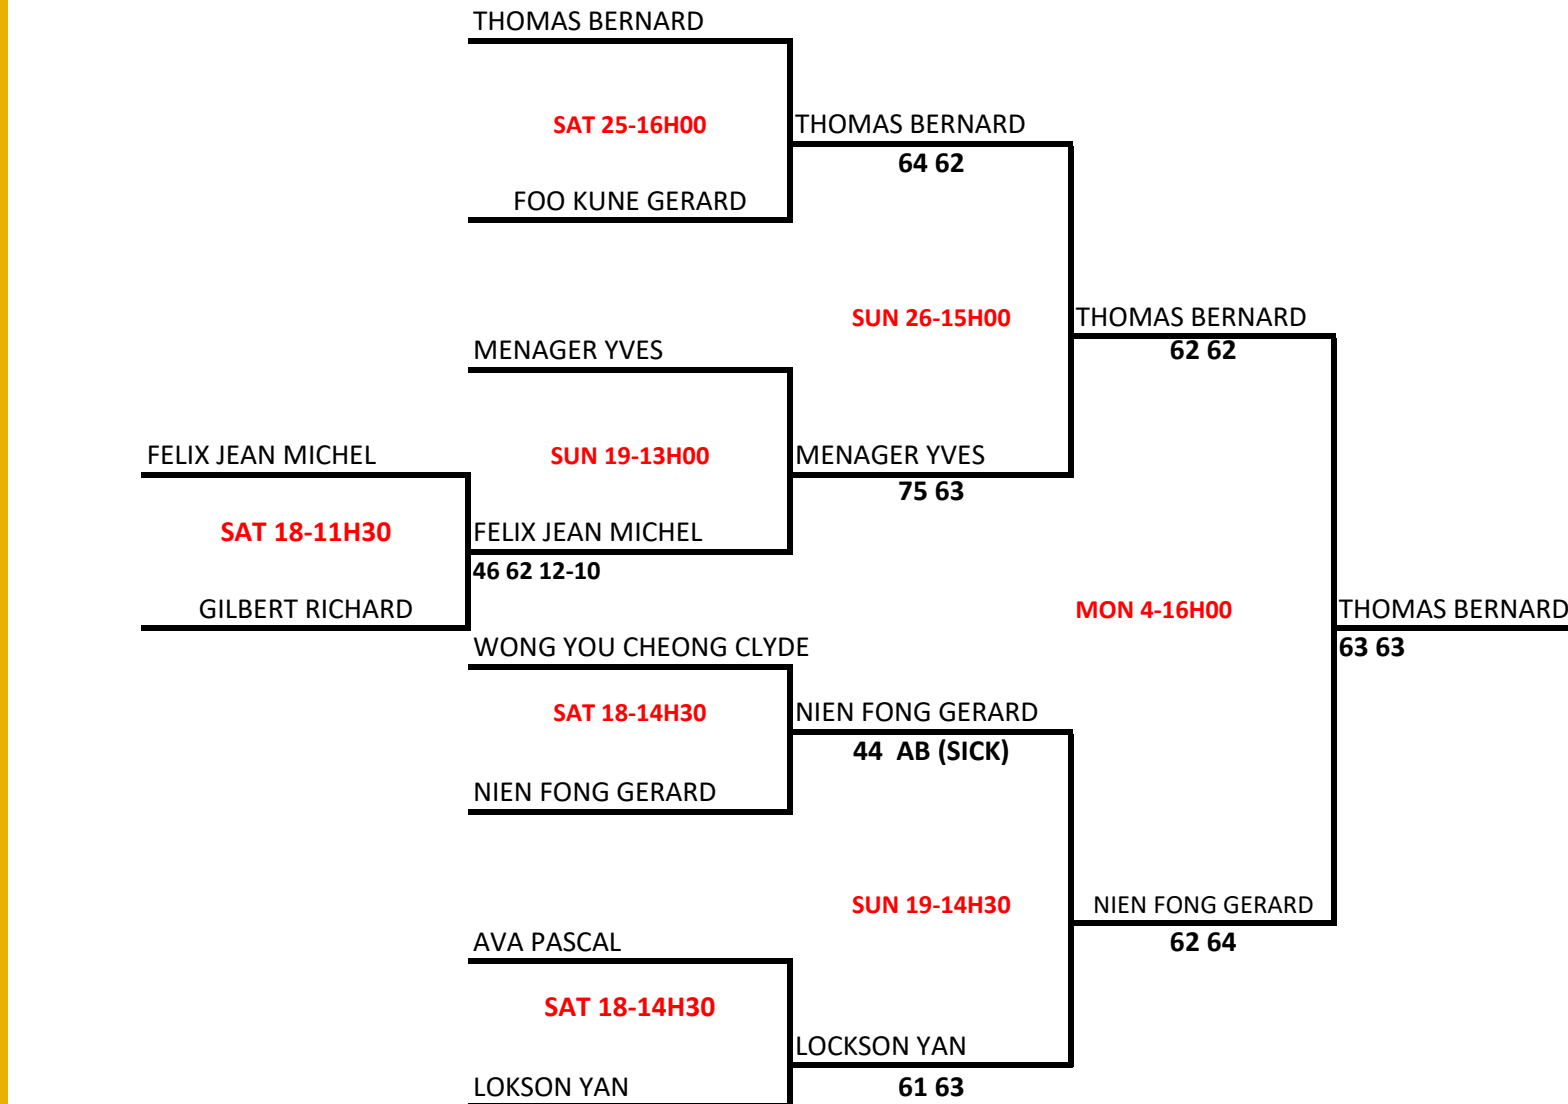 THOMAS BERNARD
SAT 25-16H00
THOMAS BERNARD
64 62
FOO KUNE GERARD
SUN 26-15H00
THOMAS BERNARD
62 62
MENAGER YVES
FELIX JEAN MICHEL
SUN 19-13H00
MENAGER YVES
75 63
SAT 18-11H30
FELIX JEAN MICHEL
46 62 12-10
GILBERT RICHARD
MON 4-16H00
THOMAS BERNARD
63 63
WONG YOU CHEONG CLYDE
SAT 18-14H30
NIEN FONG GERARD
44 AB (SICK)
NIEN FONG GERARD
SUN 19-14H30
NIEN FONG GERARD
62 64
AVA PASCAL
SAT 18-14H30
LOCKSON YAN
61 63
LOKSON YAN